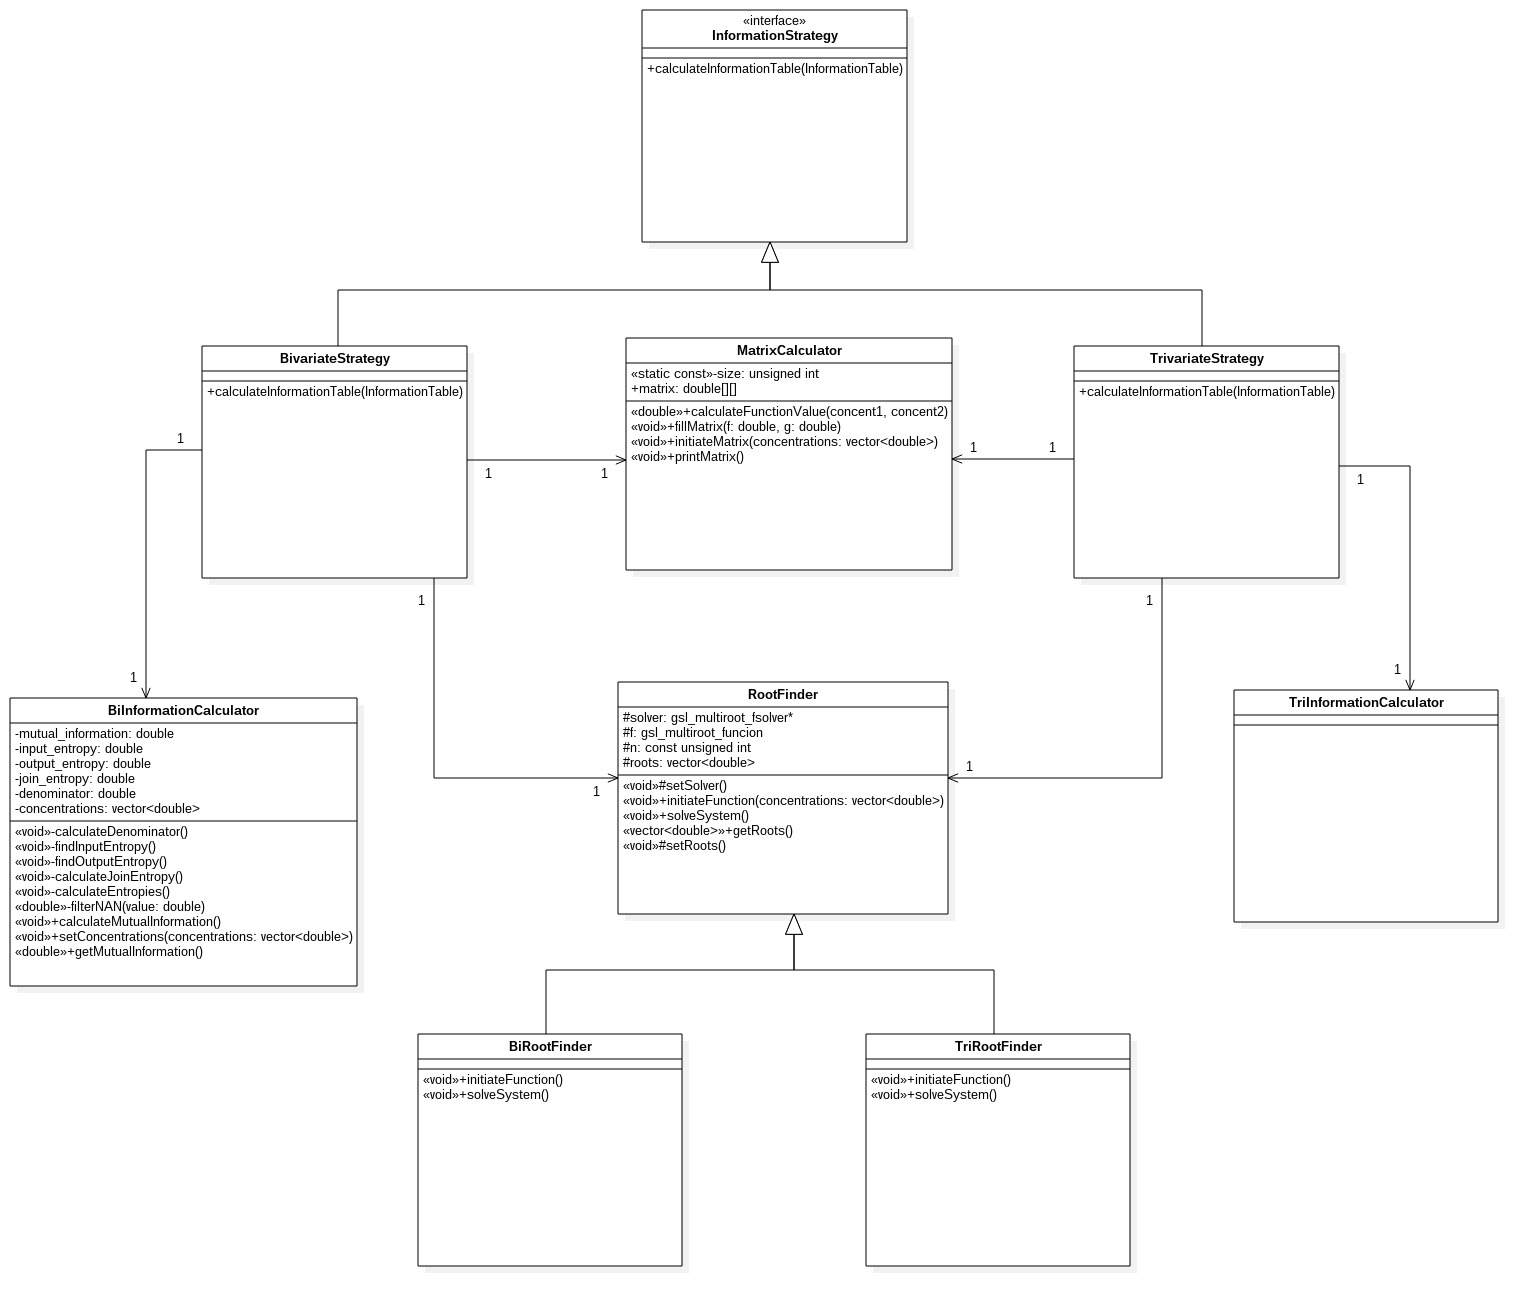 «interface»
InformationStrategy
+calculateInformationTable(InformationTable)
BivariateStrategy
+calculateInformationTable(InformationTable)
MatrixCalculator
«static const»-size: unsigned int
+matrix: double[][]
«double»+calculateFunctionValue(concent1, concent2)
«void»+fillMatrix(f: double, g: double)
«void»+initiateMatrix(concentrations: vector<double>)
«void»+printMatrix()
TrivariateStrategy
+calculateInformationTable(InformationTable)
1
1
1
1
1
1
1
1
1
1
1
1
BiInformationCalculator
-mutual_information: double
-input_entropy: double
-output_entropy: double
-join_entropy: double
-denominator: double
-concentrations: vector<double>
«void»-calculateDenominator()
«void»-findInputEntropy()
«void»-findOutputEntropy()
«void»-calculateJoinEntropy()
«void»-calculateEntropies()
«double»-filterNAN(value: double)
«void»+calculateMutualInformation()
«void»+setConcentrations(concentrations: vector<double>)
«double»+getMutualInformation()
RootFinder
#solver: gsl_multiroot_fsolver*
#f: gsl_multiroot_funcion
#n: const unsigned int
#roots: vector<double>
«void»#setSolver()
«void»+initiateFunction(concentrations: vector<double>)
«void»+solveSystem()
«vector<double>»+getRoots()
«void»#setRoots()
TriInformationCalculator
BiRootFinder
«void»+initiateFunction()
«void»+solveSystem()
TriRootFinder
«void»+initiateFunction()
«void»+solveSystem()